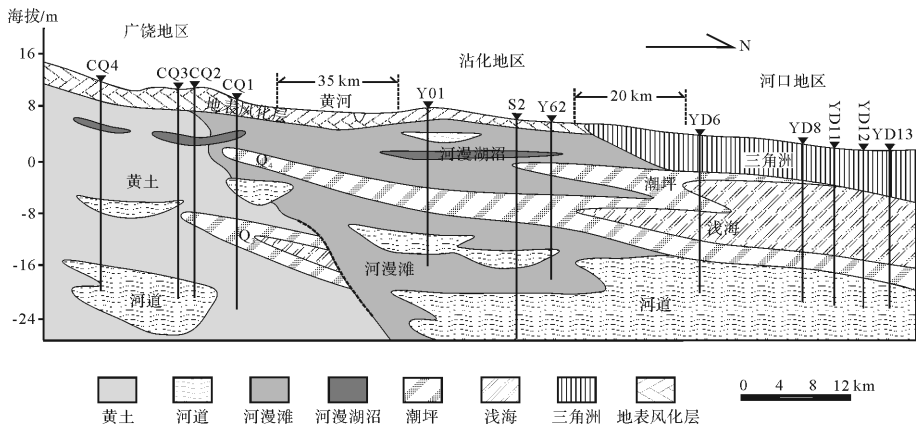 海拔/m
广饶地区
沾化地区
河口地区
N
16
8
0
-8
-16
-24
CQ4
CQ3
CQ2
CQ1
35 km
黄河
Y01
S2
Y62
20 km
YD6
YD8
YD11
YD12
YD13
地表风化层
河漫湖沼
三角洲
Q₄
潮坪
黄土
浅海
Q
河漫滩
河道
河道
黄土
河道
河漫滩
河漫湖沼
潮坪
浅海
三角洲
地表风化层
0 4 8 12 km